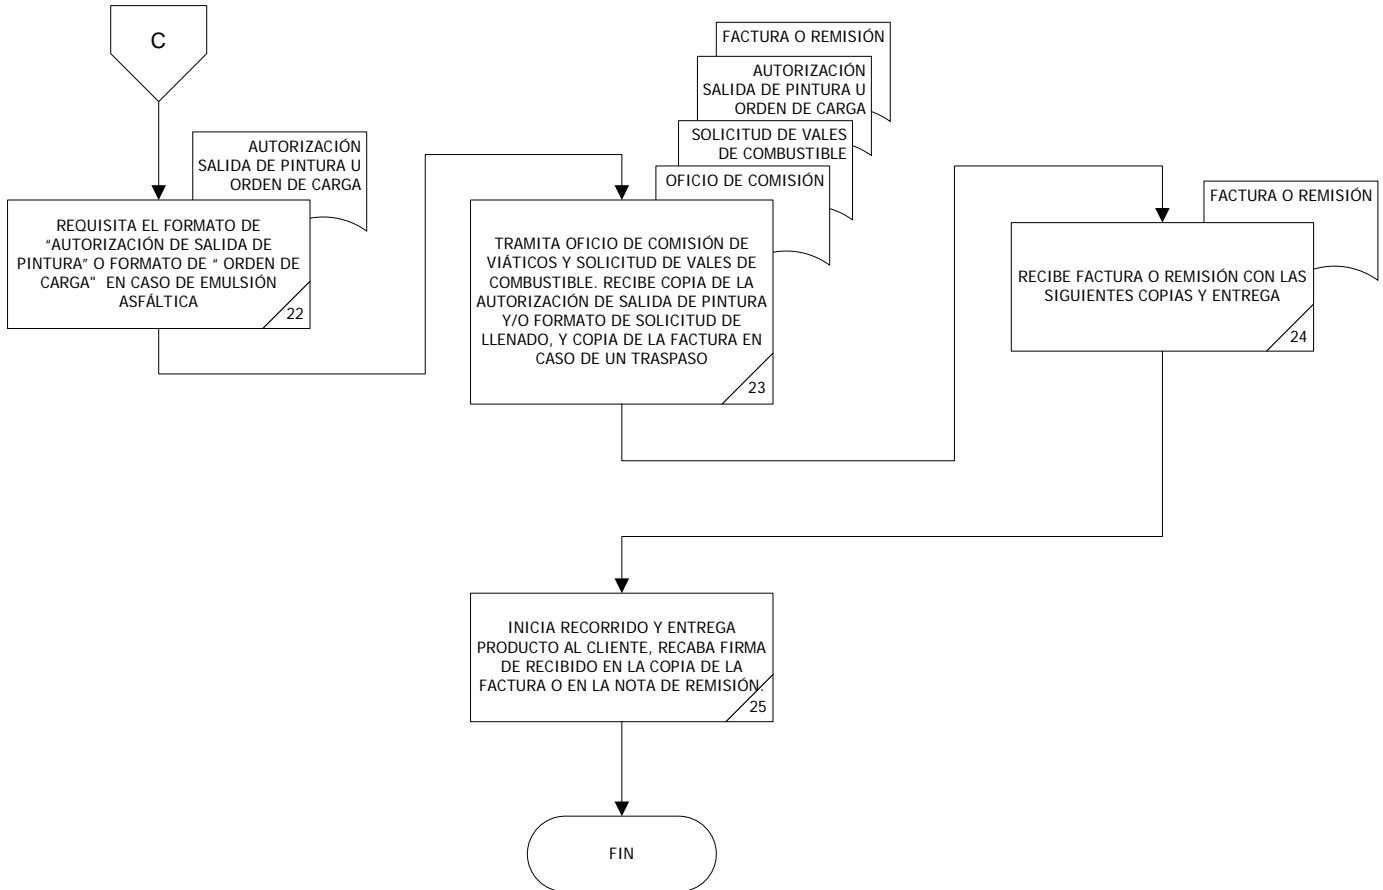 C
AUTORIZACIÓN
SALIDA DE PINTURA U
ORDEN DE CARGA
REQUISITA EL FORMATO DE
“AUTORIZACIÓN DE SALIDA DE
PINTURA” O FORMATO DE “ ORDEN DE
CARGA" EN CASO DE EMULSIÓN
ASFÁLTICA
22
FACTURA O REMISIÓN
AUTORIZACIÓN
SALIDA DE PINTURA U
ORDEN DE CARGA
SOLICITUD DE VALES
DE COMBUSTIBLE
OFICIO DE COMISIÓN
TRAMITA OFICIO DE COMISIÓN DE
VIÁTICOS Y SOLICITUD DE VALES DE
COMBUSTIBLE. RECIBE COPIA DE LA
AUTORIZACIÓN DE SALIDA DE PINTURA
Y/O FORMATO DE SOLICITUD DE
LLENADO, Y COPIA DE LA FACTURA EN
CASO DE UN TRASPASO
23
FACTURA O REMISIÓN
RECIBE FACTURA O REMISIÓN CON LAS
SIGUIENTES COPIAS Y ENTREGA
24
INICIA RECORRIDO Y ENTREGA
PRODUCTO AL CLIENTE, RECABA FIRMA
DE RECIBIDO EN LA COPIA DE LA
FACTURA O EN LA NOTA DE REMISIÓN.
25
FIN